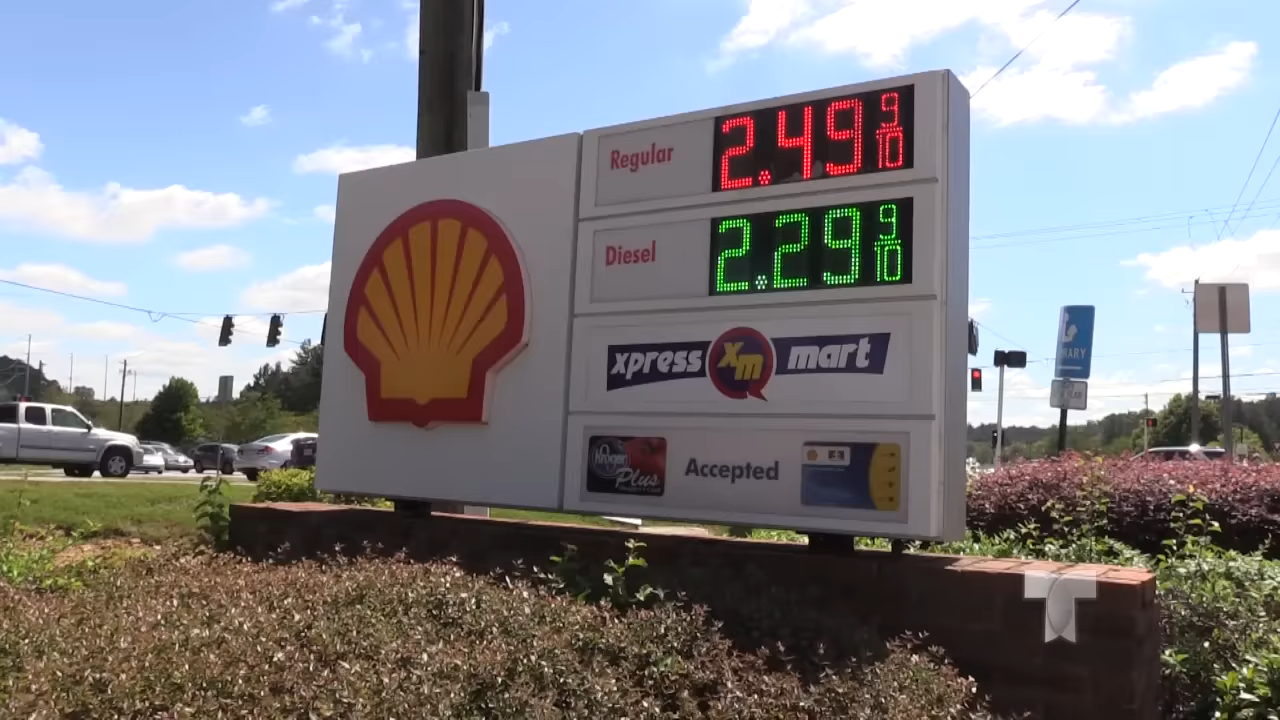 Regular 2.49 9/10
Diesel 2.29 9/10
xpress xm mart
Kroger Plus Accepted